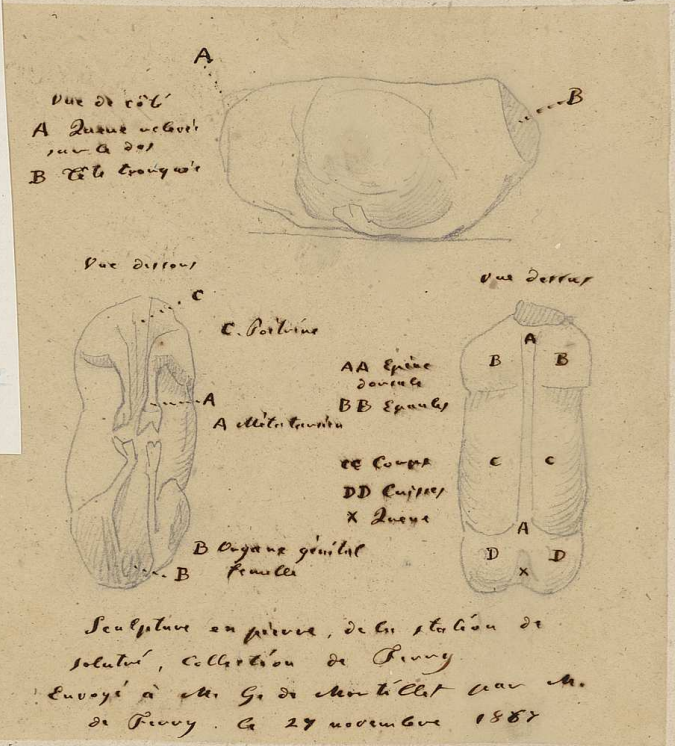 A
Vue de côté
A Queue relevée
sur le dos
B Tête tronquée
B
Vue dessous
C
C. Poitrine
A
A Métatarsien
B Organe génital
femelle
B
Vue dessus
A
B B
AA Epine
dorsale
BB Epaules
CC Corps
C C
DD Cuisses
X Queue
A
D D
X
Sculpture en pierre, de la station de
Solutré, Collection de Ferry
Envoyé à M. G. de Mortillet par M.
de Ferry. le 27 novembre 1867